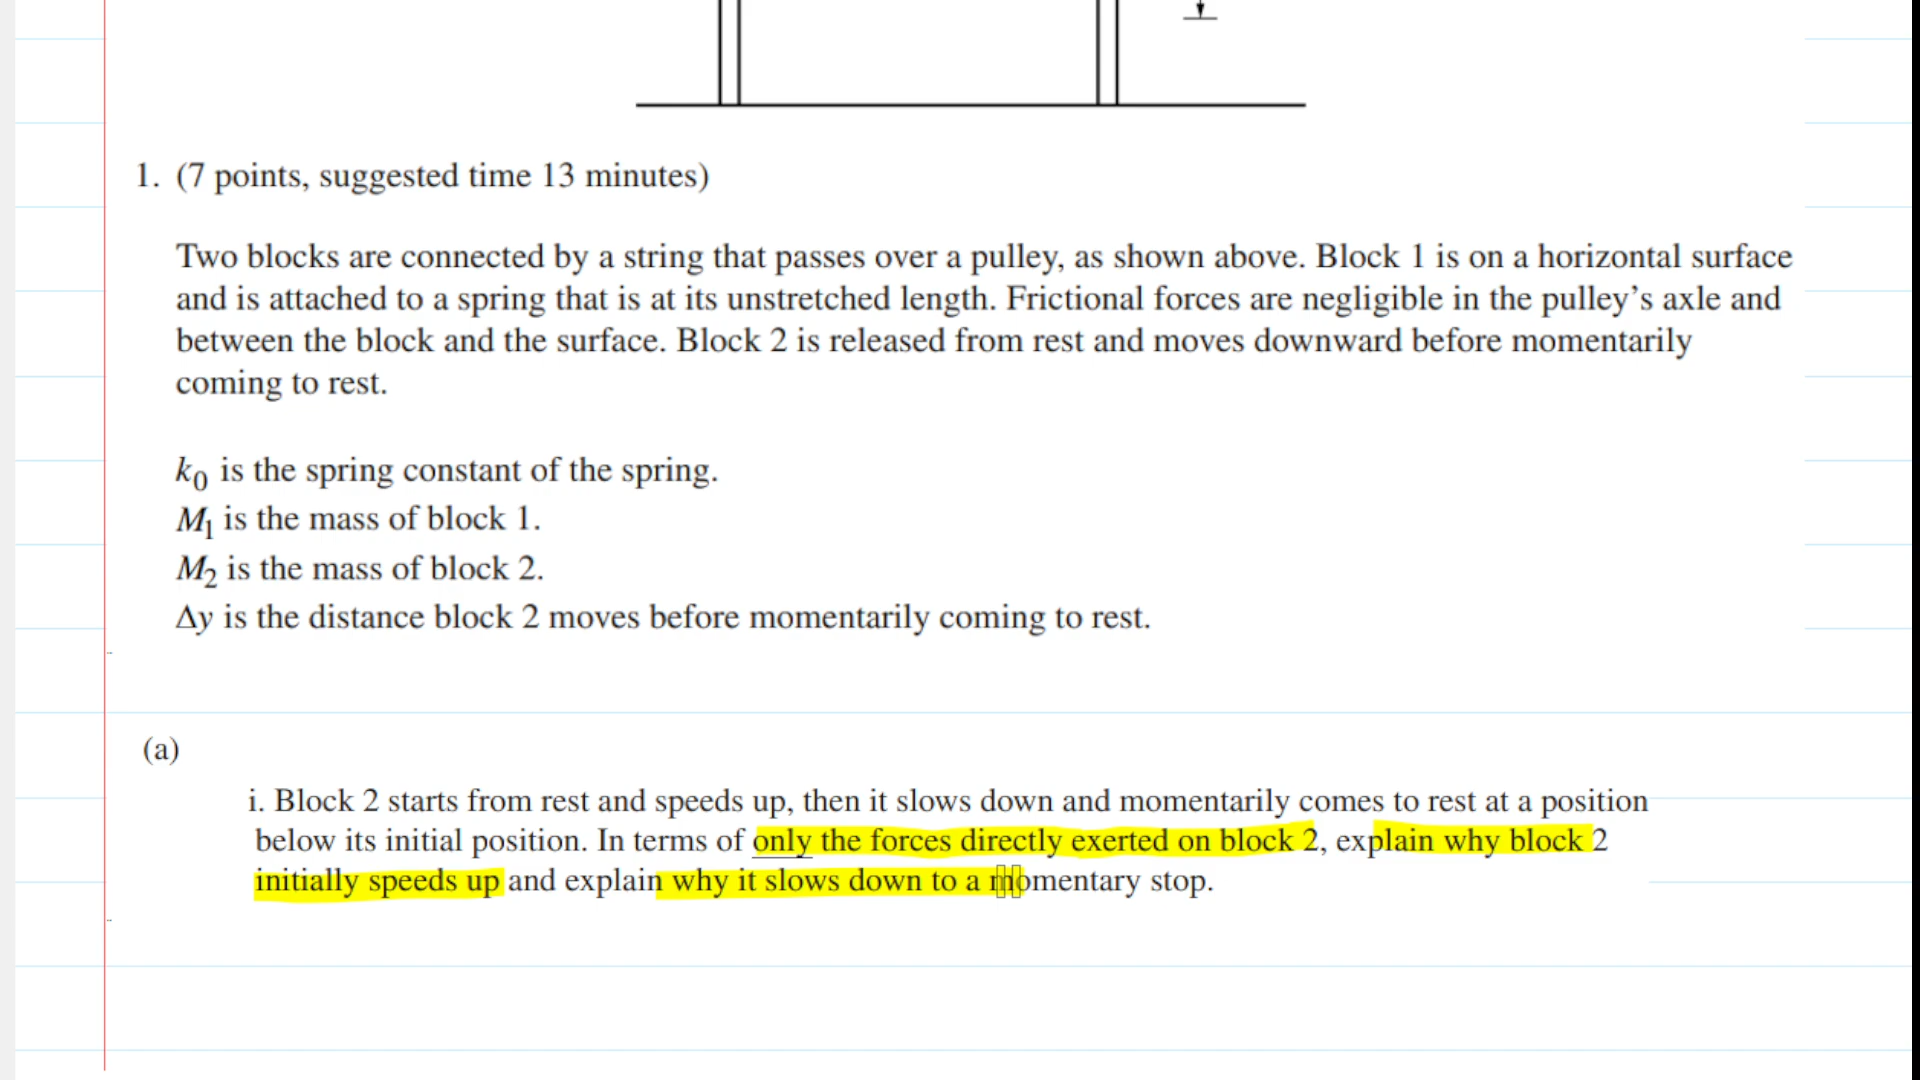 1. (7 points, suggested time 13 minutes)
Two blocks are connected by a string that passes over a pulley, as shown above. Block 1 is on a horizontal surface
and is attached to a spring that is at its unstretched length. Frictional forces are negligible in the pulley's axle and
between the block and the surface. Block 2 is released from rest and moves downward before momentarily
coming to rest.
k₀ is the spring constant of the spring.
M₁ is the mass of block 1.
M₂ is the mass of block 2.
Δy is the distance block 2 moves before momentarily coming to rest.
(a)
i. Block 2 starts from rest and speeds up, then it slows down and momentarily comes to rest at a position
below its initial position. In terms of only the forces directly exerted on block 2, explain why block 2
initially speeds up and explain why it slows down to a momentary stop.